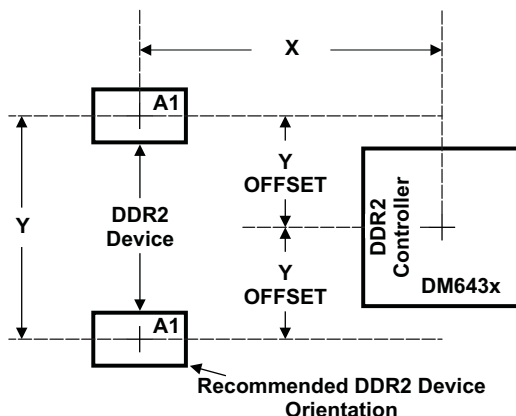 X
A1
Y
OFFSET
Y
DDR2
Device
DDR2
Controller
DM643x
Y
OFFSET
A1
Recommended DDR2 Device
Orientation